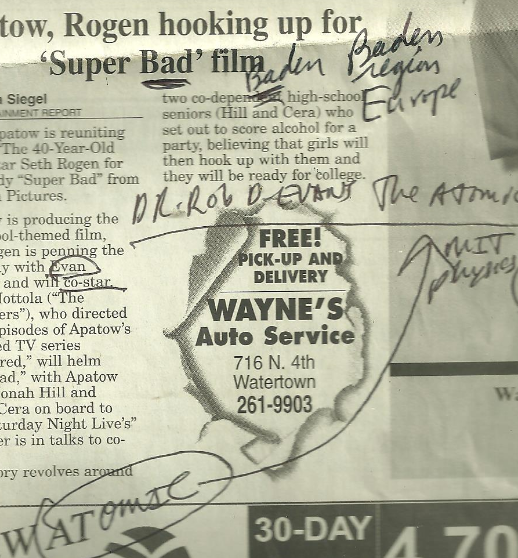 tow, Rogen hooking up for
'Super Bad' film
Baden Baden
region
Europe
Siegel
AINMENT REPORT
patow is reuniting
The 40-Year-Old
ar Seth Rogen for
dy "Super Bad" from
Pictures.
is producing the
ool-themed film,
gen is penning the
y with Evan
and will co-star.
Mottola ("The
ers"), who directed
episodes of Apatow's
ed TV series
red," will helm
ad," with Apatow
onah Hill and
Cera on board to
turday Night Live's"
er is in talks to co-
ory revolves around
two co-dependent high-school
seniors (Hill and Cera) who
set out to score alcohol for a
party, believing that girls will
then hook up with them and
they will be ready for college.
DR. ROB D. EVANS The Atomic
MIT
physics
FREE!
PICK-UP AND
DELIVERY
WAYNE'S
Auto Service
716 N. 4th
Watertown
261-9903
W
WATomic
30-DAY
4.70